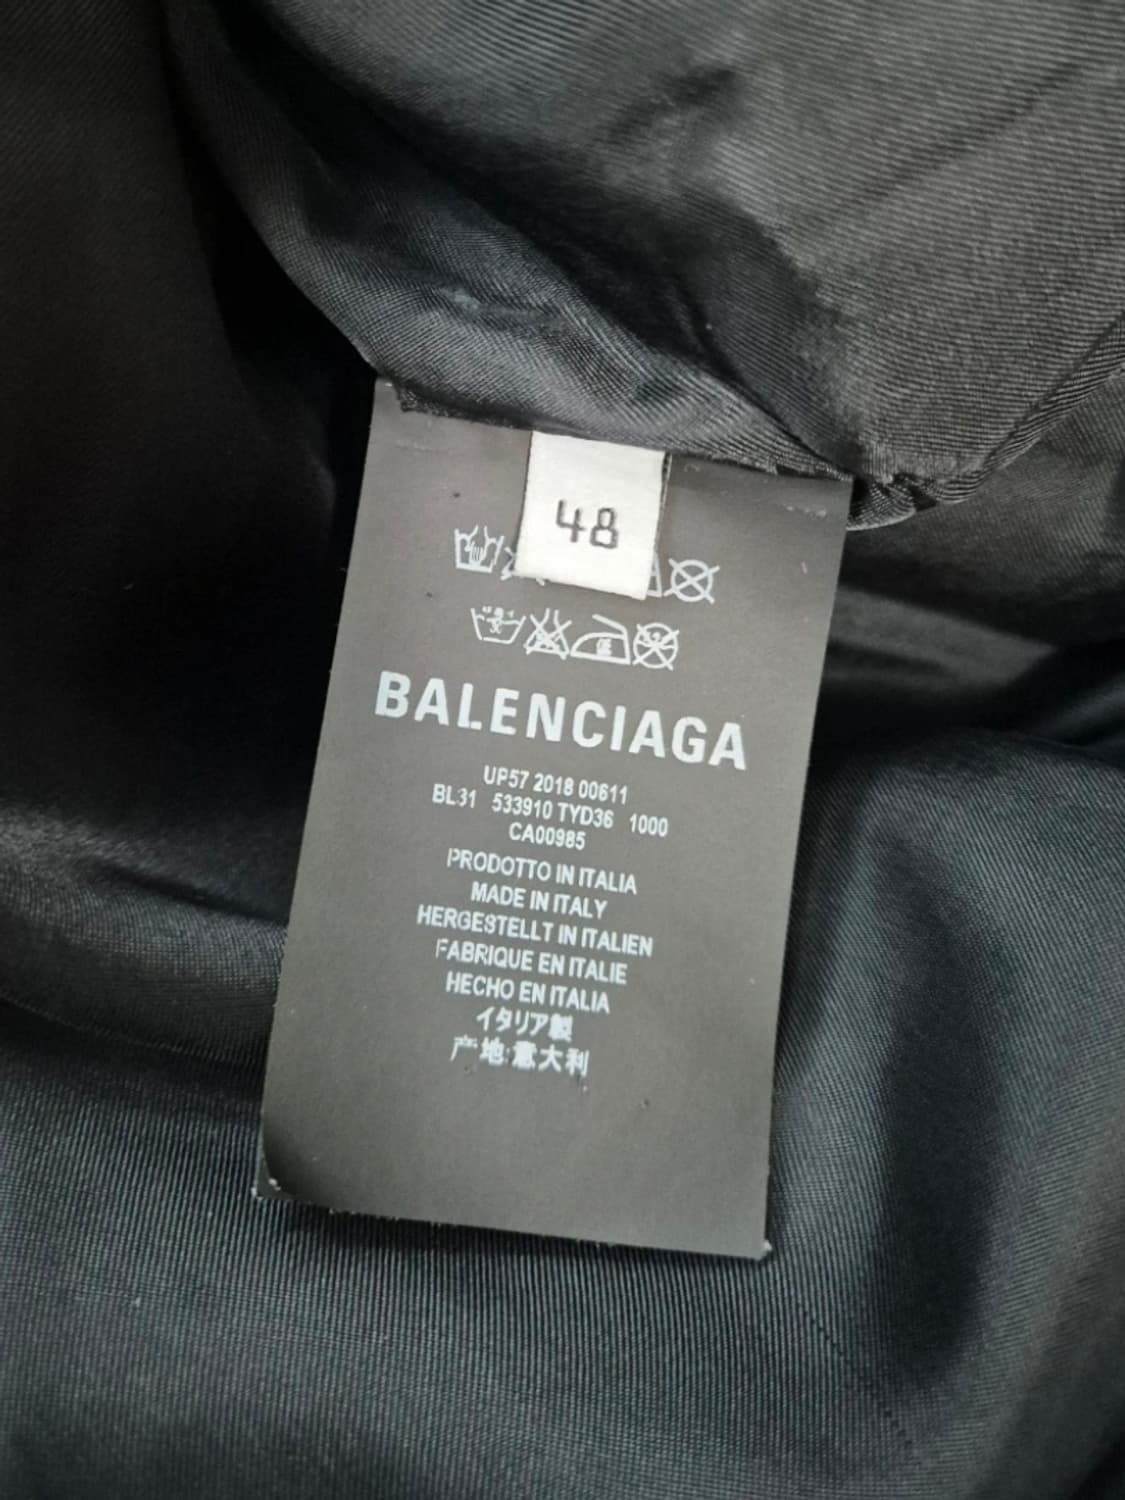 48
BALENCIAGA
UP57 2018 00611
BL31 533910 TYD36 1000
CA00985
PRODOTTO IN ITALIA
MADE IN ITALY
HERGESTELLT IN ITALIEN
FABRIQUE EN ITALIE
HECHO EN ITALIA
イタリア製
产地:意大利